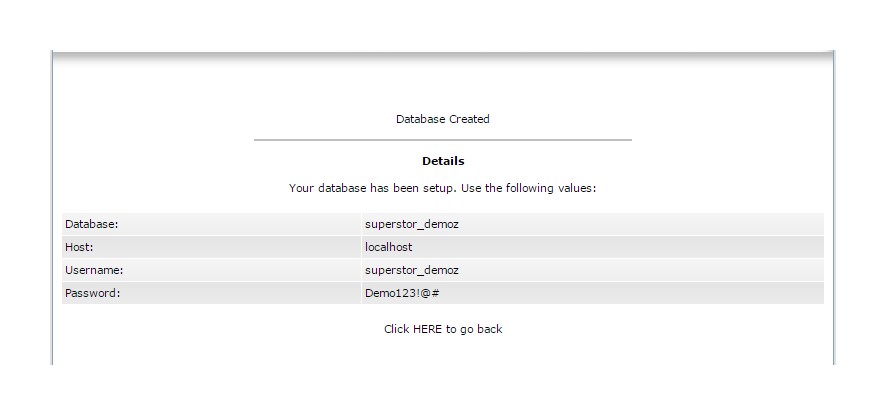 Database Created
Details
Your database has been setup. Use the following values:
Database: superstor_demoz
Host: localhost
Username: superstor_demoz
Password: Demo123!@#
Click HERE to go back